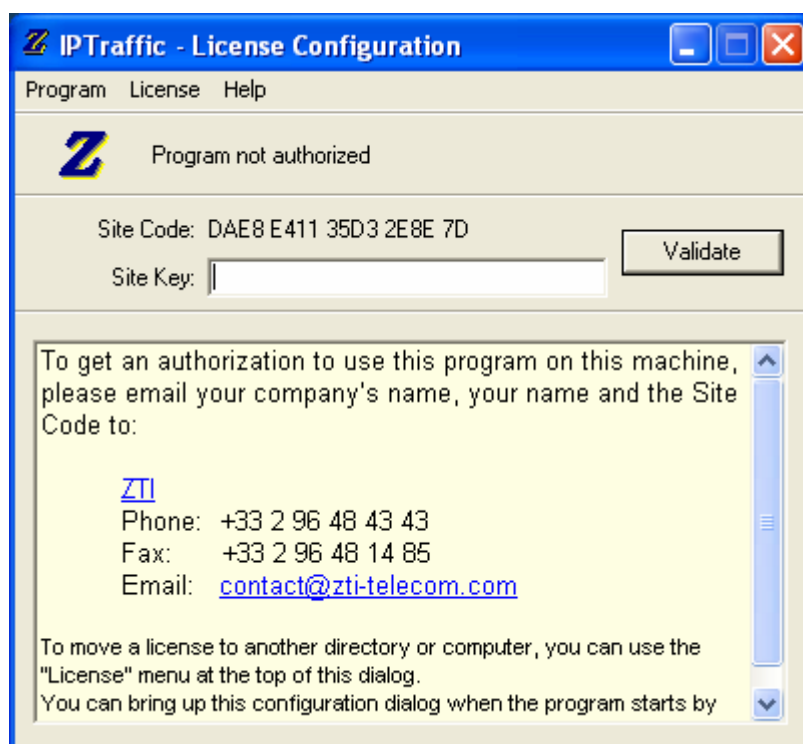 IPTraffic - License Configuration
Program License Help
Program not authorized
Site Code: DAE8 E411 35D3 2E8E 7D
Validate
Site Key:
To get an authorization to use this program on this machine,
please email your company's name, your name and the Site
Code to:
ZTI
Phone: +33 2 96 48 43 43
Fax: +33 2 96 48 14 85
Email: contact@zti-telecom.com
To move a license to another directory or computer, you can use the
"License" menu at the top of this dialog.
You can bring up this configuration dialog when the program starts by